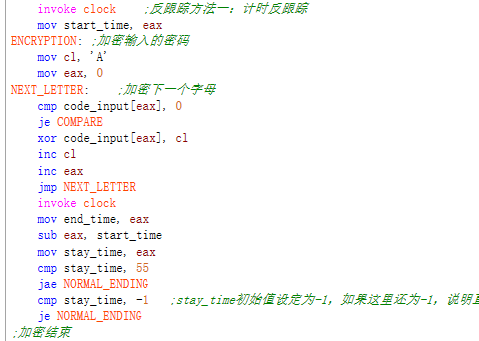 invoke clock    ;反跟踪方法一：计时反跟踪
mov start_time, eax
ENCRYPTION: ;加密输入的密码
mov cl, 'A'
mov eax, 0
NEXT_LETTER:    ;加密下一个字母
cmp code_input[eax], 0
je COMPARE
xor code_input[eax], cl
inc cl
inc eax
jmp NEXT_LETTER
invoke clock
mov end_time, eax
sub eax, start_time
mov stay_time, eax
cmp stay_time, 55
jae NORMAL_ENDING
cmp stay_time, -1   ;stay_time初始值设定为-1，如果这里还为-1，说明
je NORMAL_ENDING
;加密结束